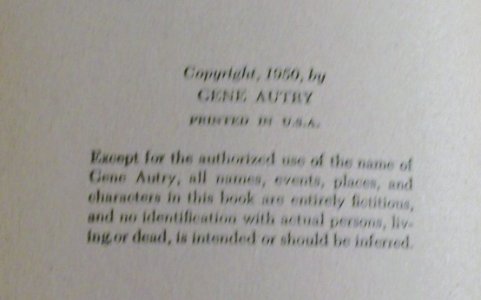 Copyright, 1950, by
GENE AUTRY
PRINTED IN U.S.A.
Except for the authorized use of the name of
Gene Autry, all names, events, places, and
characters in this book are entirely fictitious,
and no identification with actual persons, liv-
ing or dead, is intended or should be inferred.